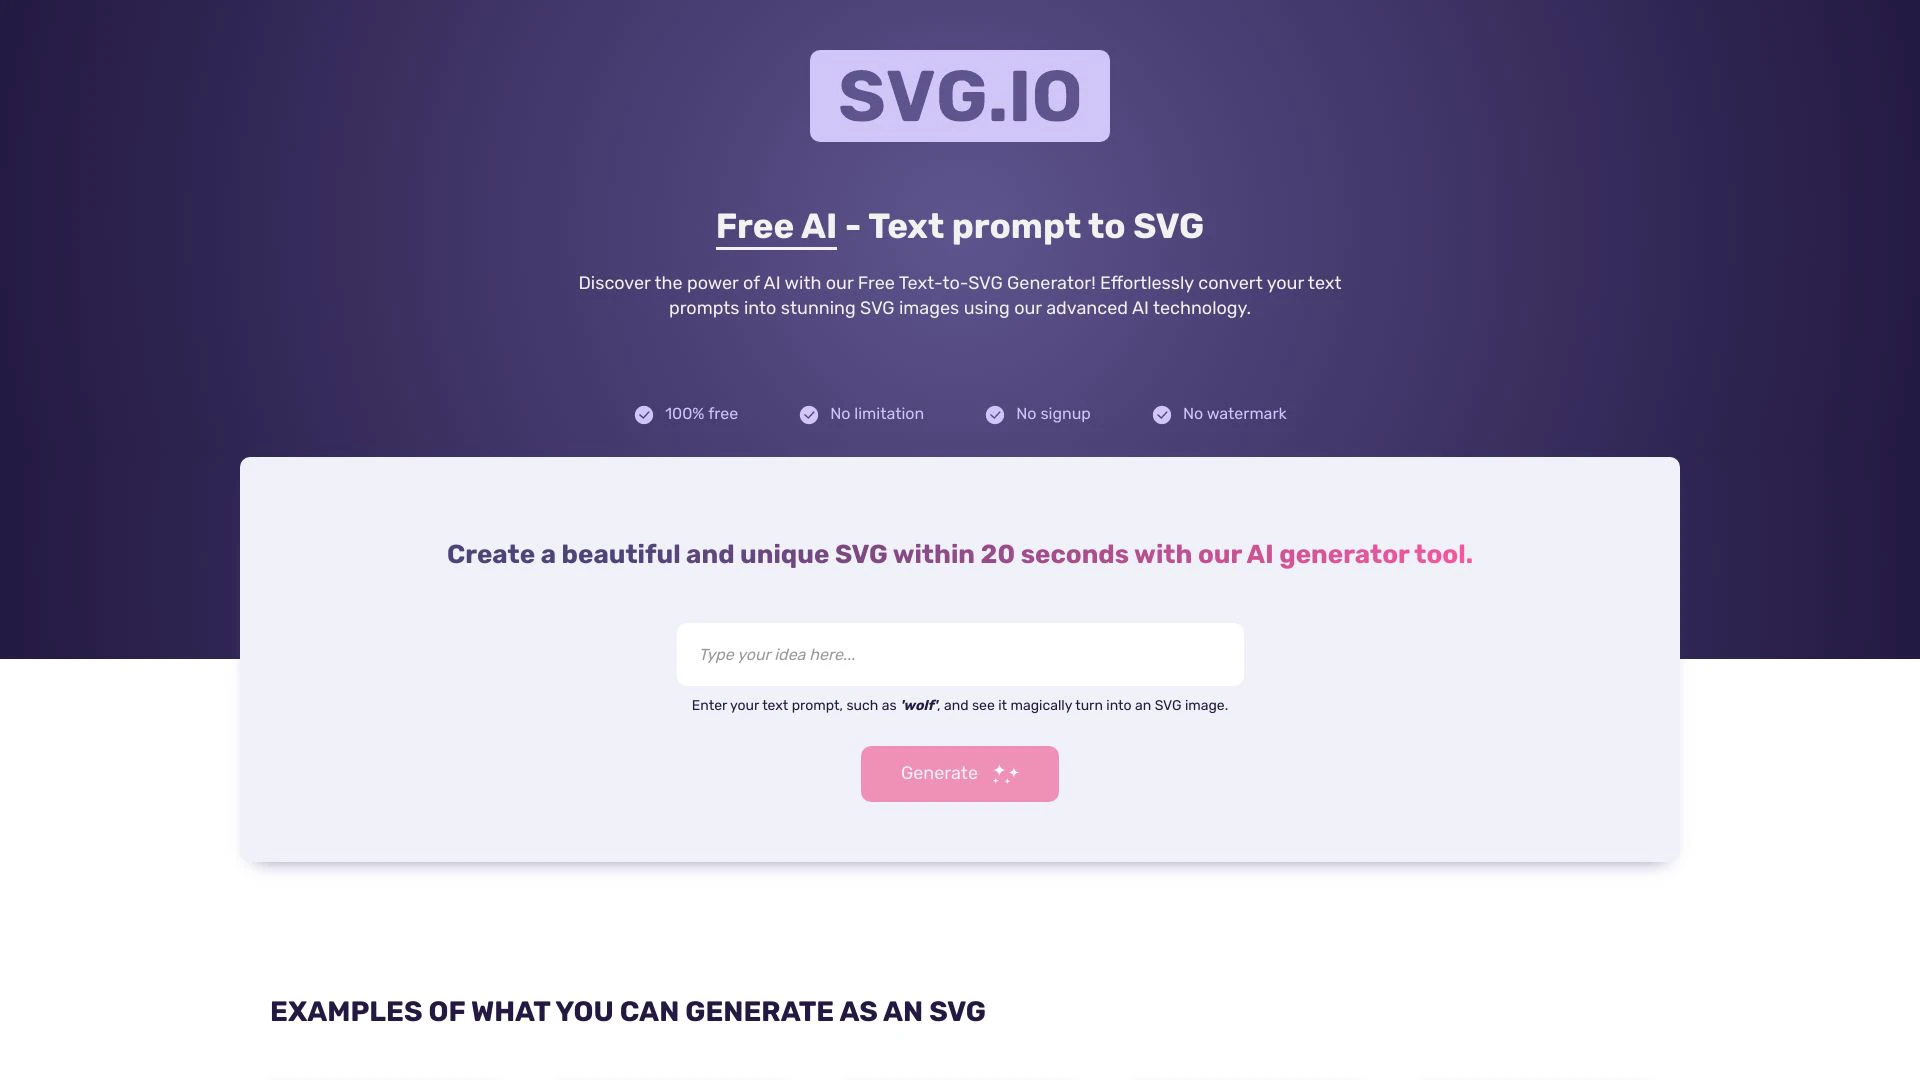 SVG.IO
Free AI - Text prompt to SVG
Discover the power of AI with our Free Text-to-SVG Generator! Effortlessly convert your text
prompts into stunning SVG images using our advanced AI technology.
100% free No limitation No signup No watermark
Create a beautiful and unique SVG within 20 seconds with our AI generator tool.
Type your idea here...
Enter your text prompt, such as 'wolf', and see it magically turn into an SVG image.
Generate
EXAMPLES OF WHAT YOU CAN GENERATE AS AN SVG